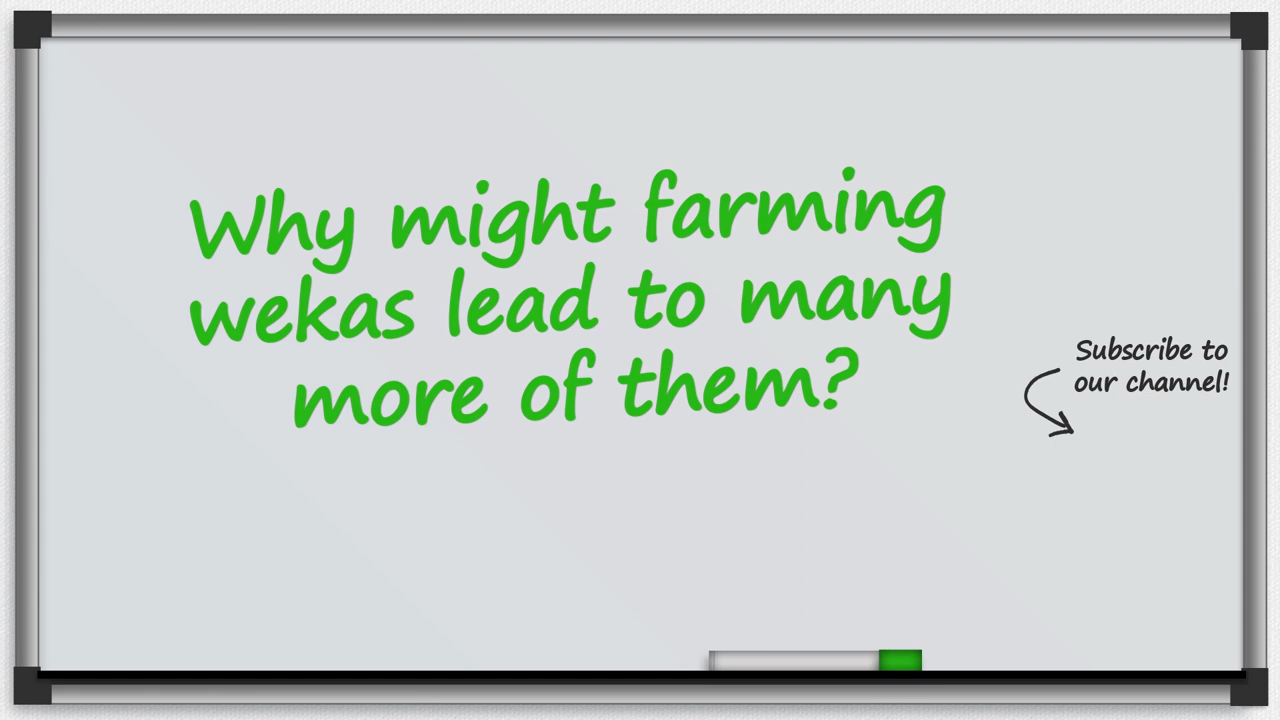 Why might farming
wekas lead to many
more of them?
Subscribe to
our channel!